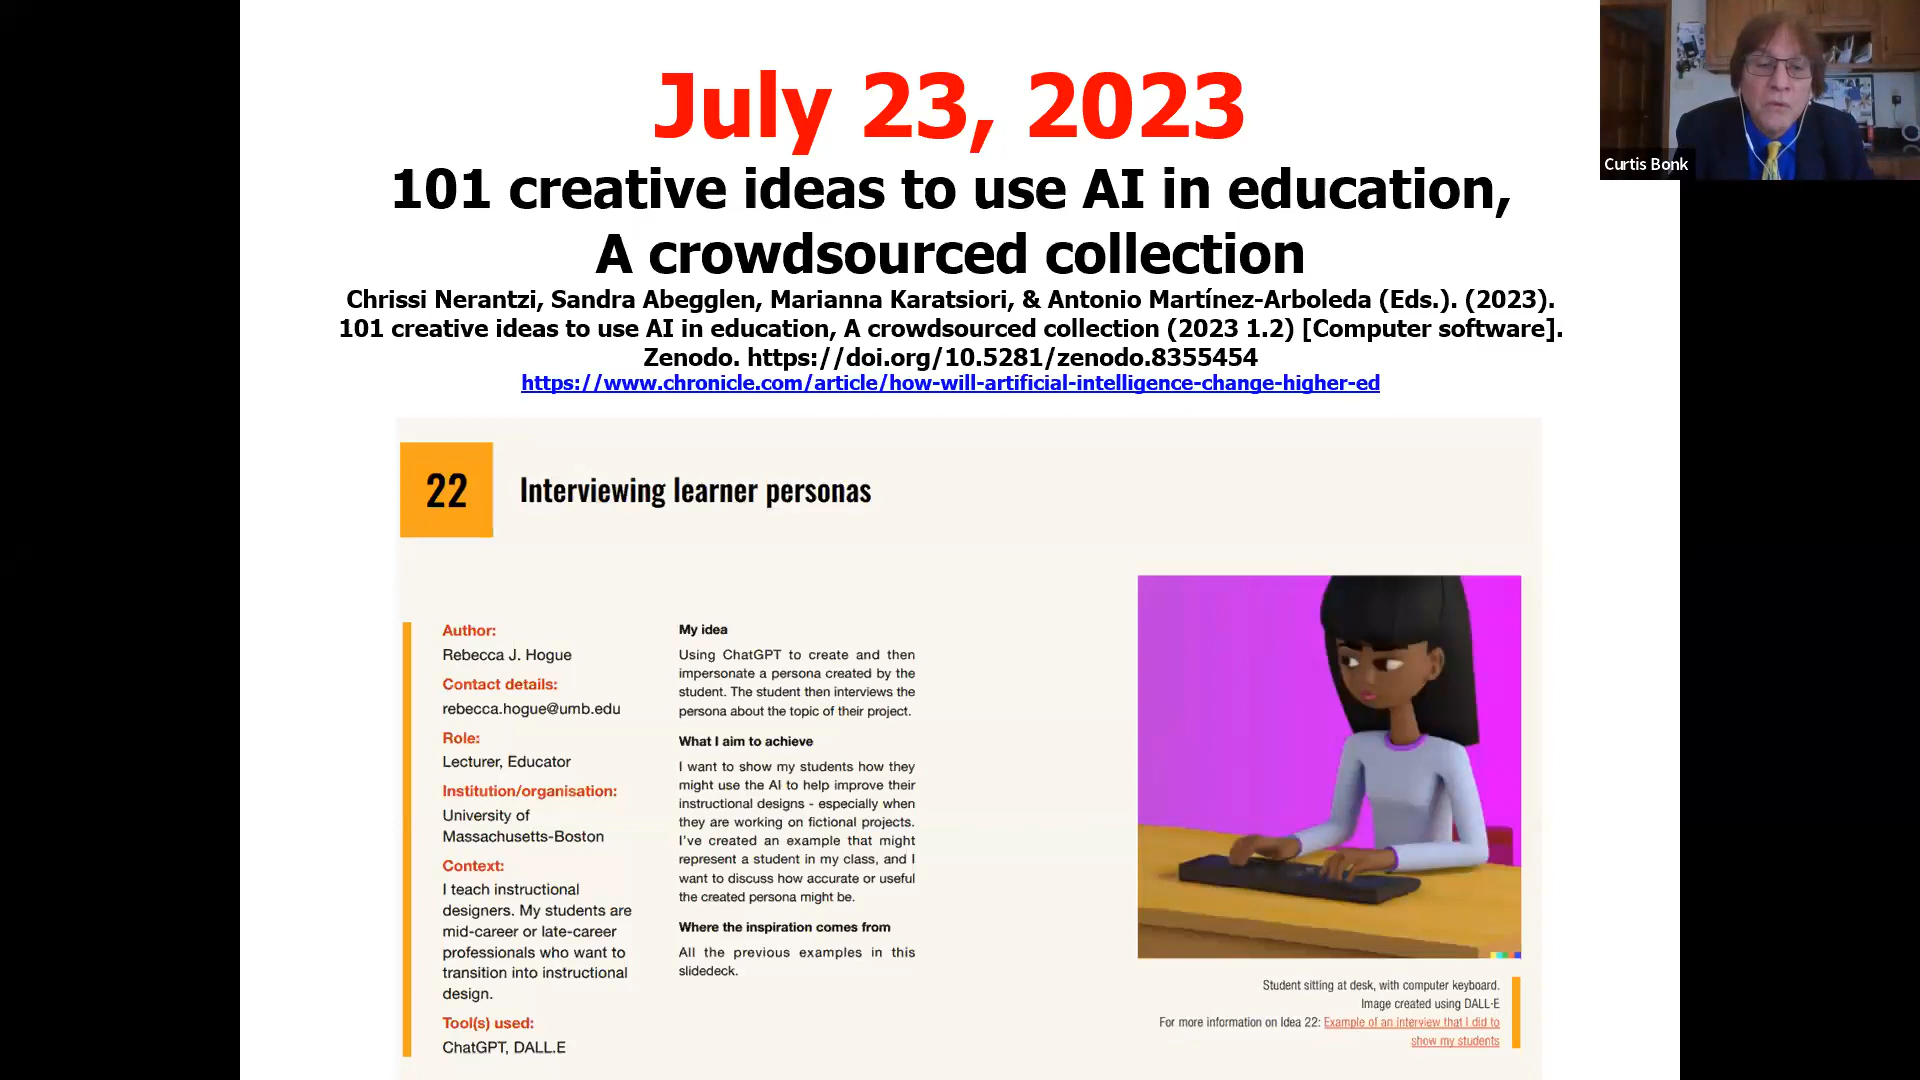 July 23, 2023
101 creative ideas to use AI in education,
A crowdsourced collection
Chrissi Nerantzi, Sandra Abegglen, Marianna Karatsiori, & Antonio Martínez-Arboleda (Eds.). (2023).
101 creative ideas to use AI in education, A crowdsourced collection (2023 1.2) [Computer software].
Zenodo. https://doi.org/10.5281/zenodo.8355454
https://www.chronicle.com/article/how-will-artificial-intelligence-change-higher-ed
Curtis Bonk
22
Interviewing learner personas
Author:
Rebecca J. Hogue
Contact details:
rebecca.hogue@umb.edu
Role:
Lecturer, Educator
Institution/organisation:
University of
Massachusetts-Boston
Context:
I teach instructional
designers. My students are
mid-career or late-career
professionals who want to
transition into instructional
design.
Tool(s) used:
ChatGPT, DALL.E
My idea
Using ChatGPT to create and then
impersonate a persona created by the
student. The student then interviews the
persona about the topic of their project.
What I aim to achieve
I want to show my students how they
might use the AI to help improve their
instructional designs - especially when
they are working on fictional projects.
I've created an example that might
represent a student in my class, and I
want to discuss how accurate or useful
the created persona might be.
Where the inspiration comes from
All the previous examples in this
slidedeck.
Student sitting at desk, with computer keyboard.
Image created using DALL-E
For more information on Idea 22: Example of an interview that I did to
show my students